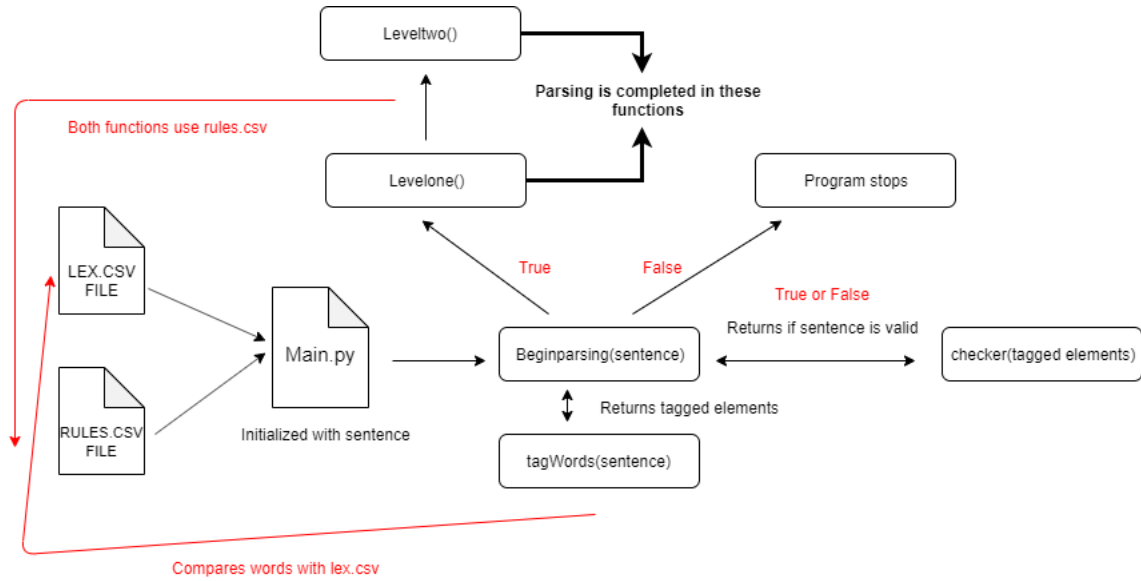 Leveltwo()
Parsing is completed in these
functions
Both functions use rules.csv
Levelone()
Program stops
LEX.CSV
FILE
True
False
True or False
Returns if sentence is valid
Main.py
Beginparsing(sentence)
checker(tagged elements)
Returns tagged elements
RULES.CSV
FILE
Initialized with sentence
tagWords(sentence)
Compares words with lex.csv